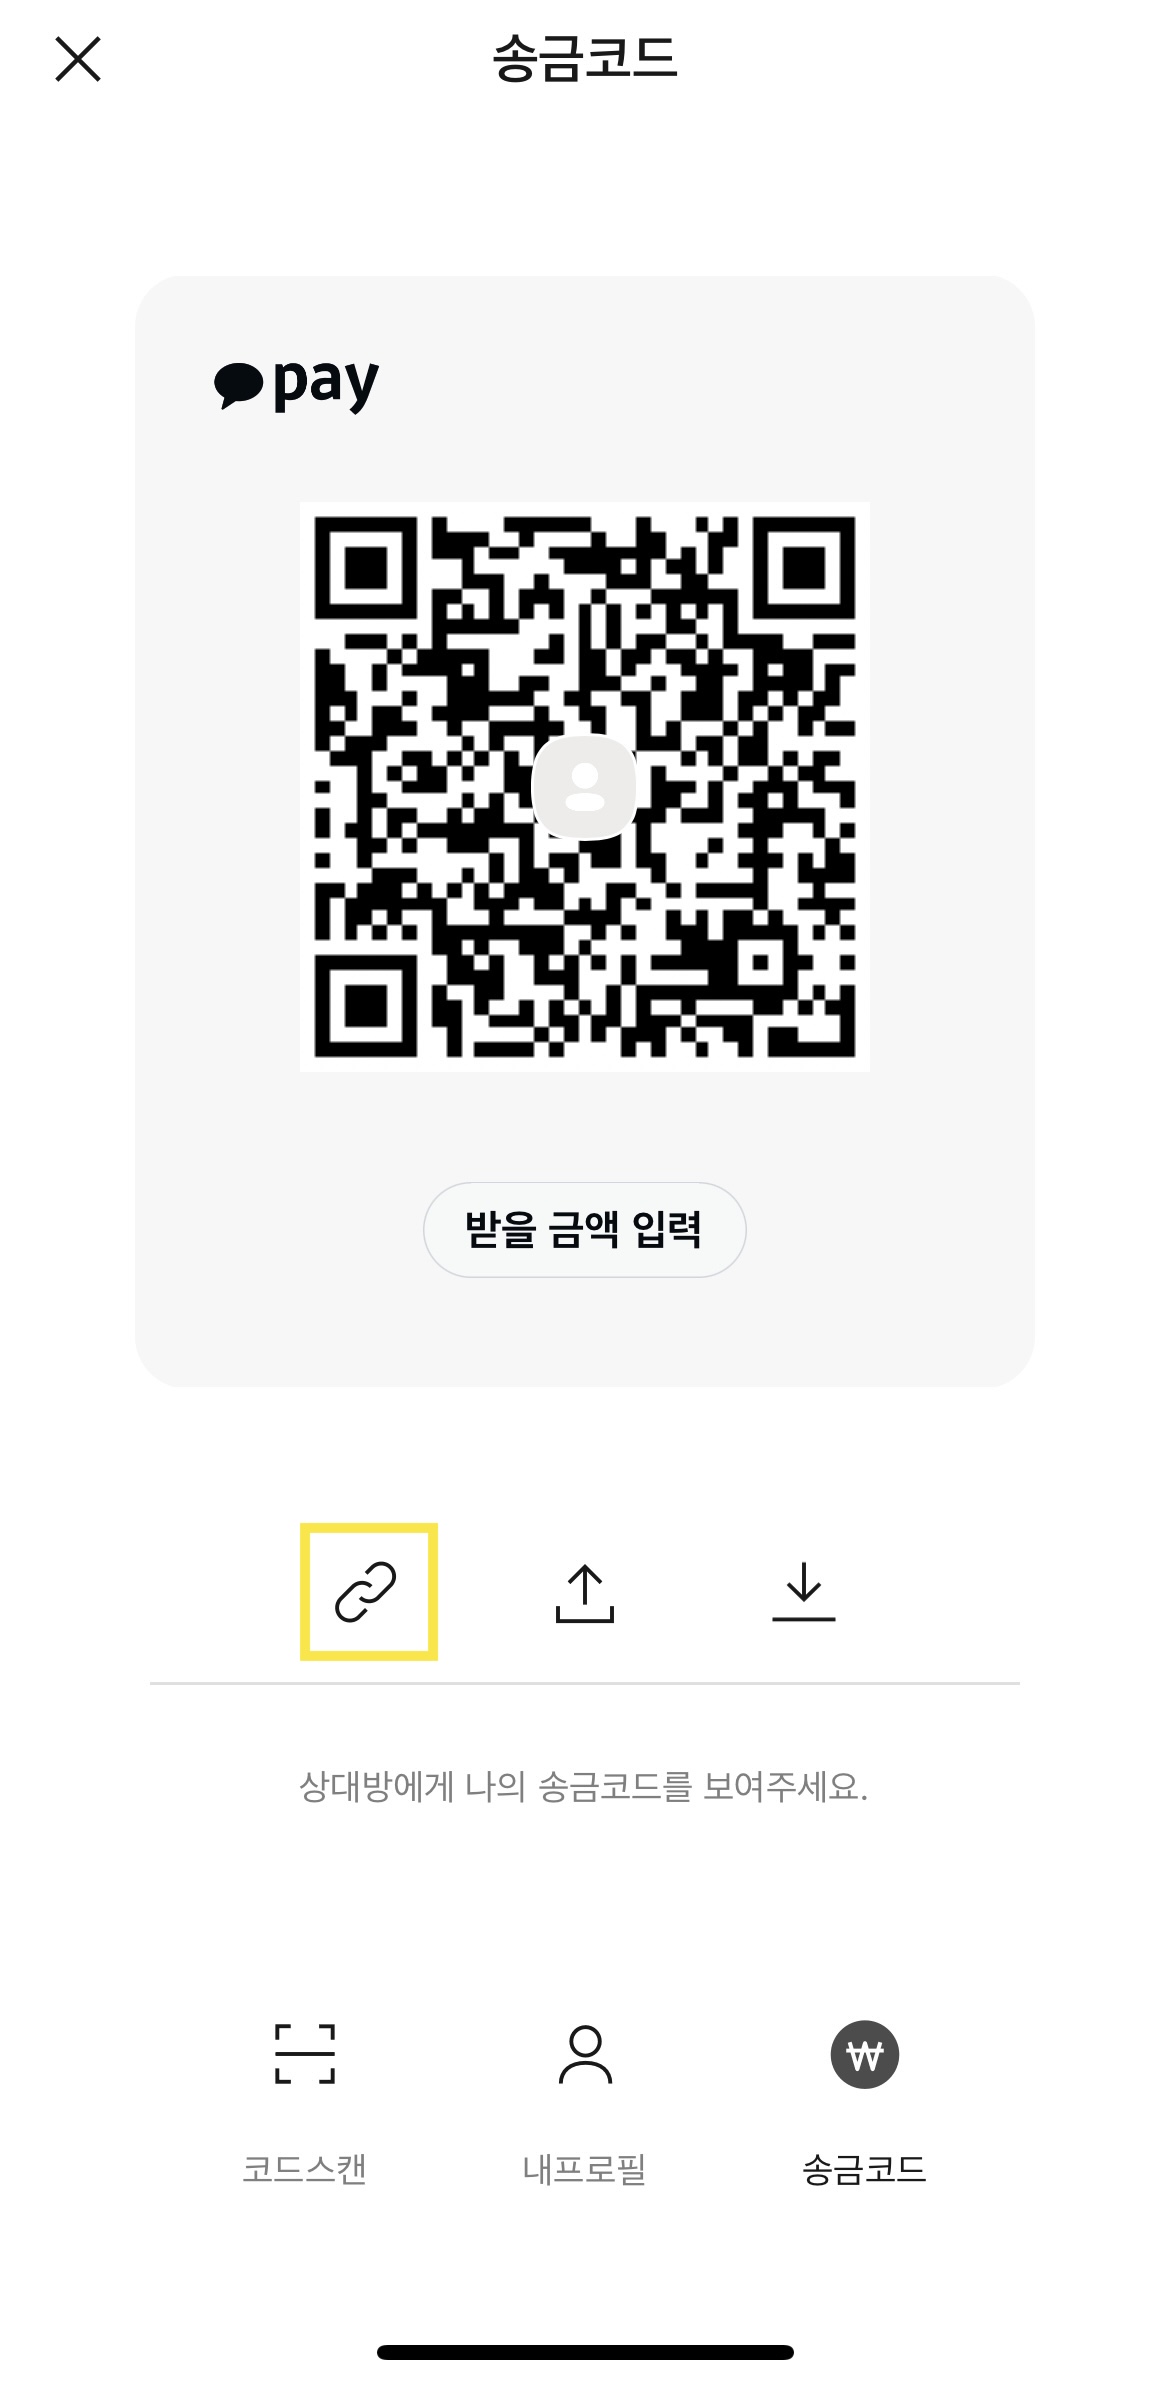 송금코드
pay
받을 금액 입력
상대방에게 나의 송금코드를 보여주세요.
코드스캔 내프로필 송금코드